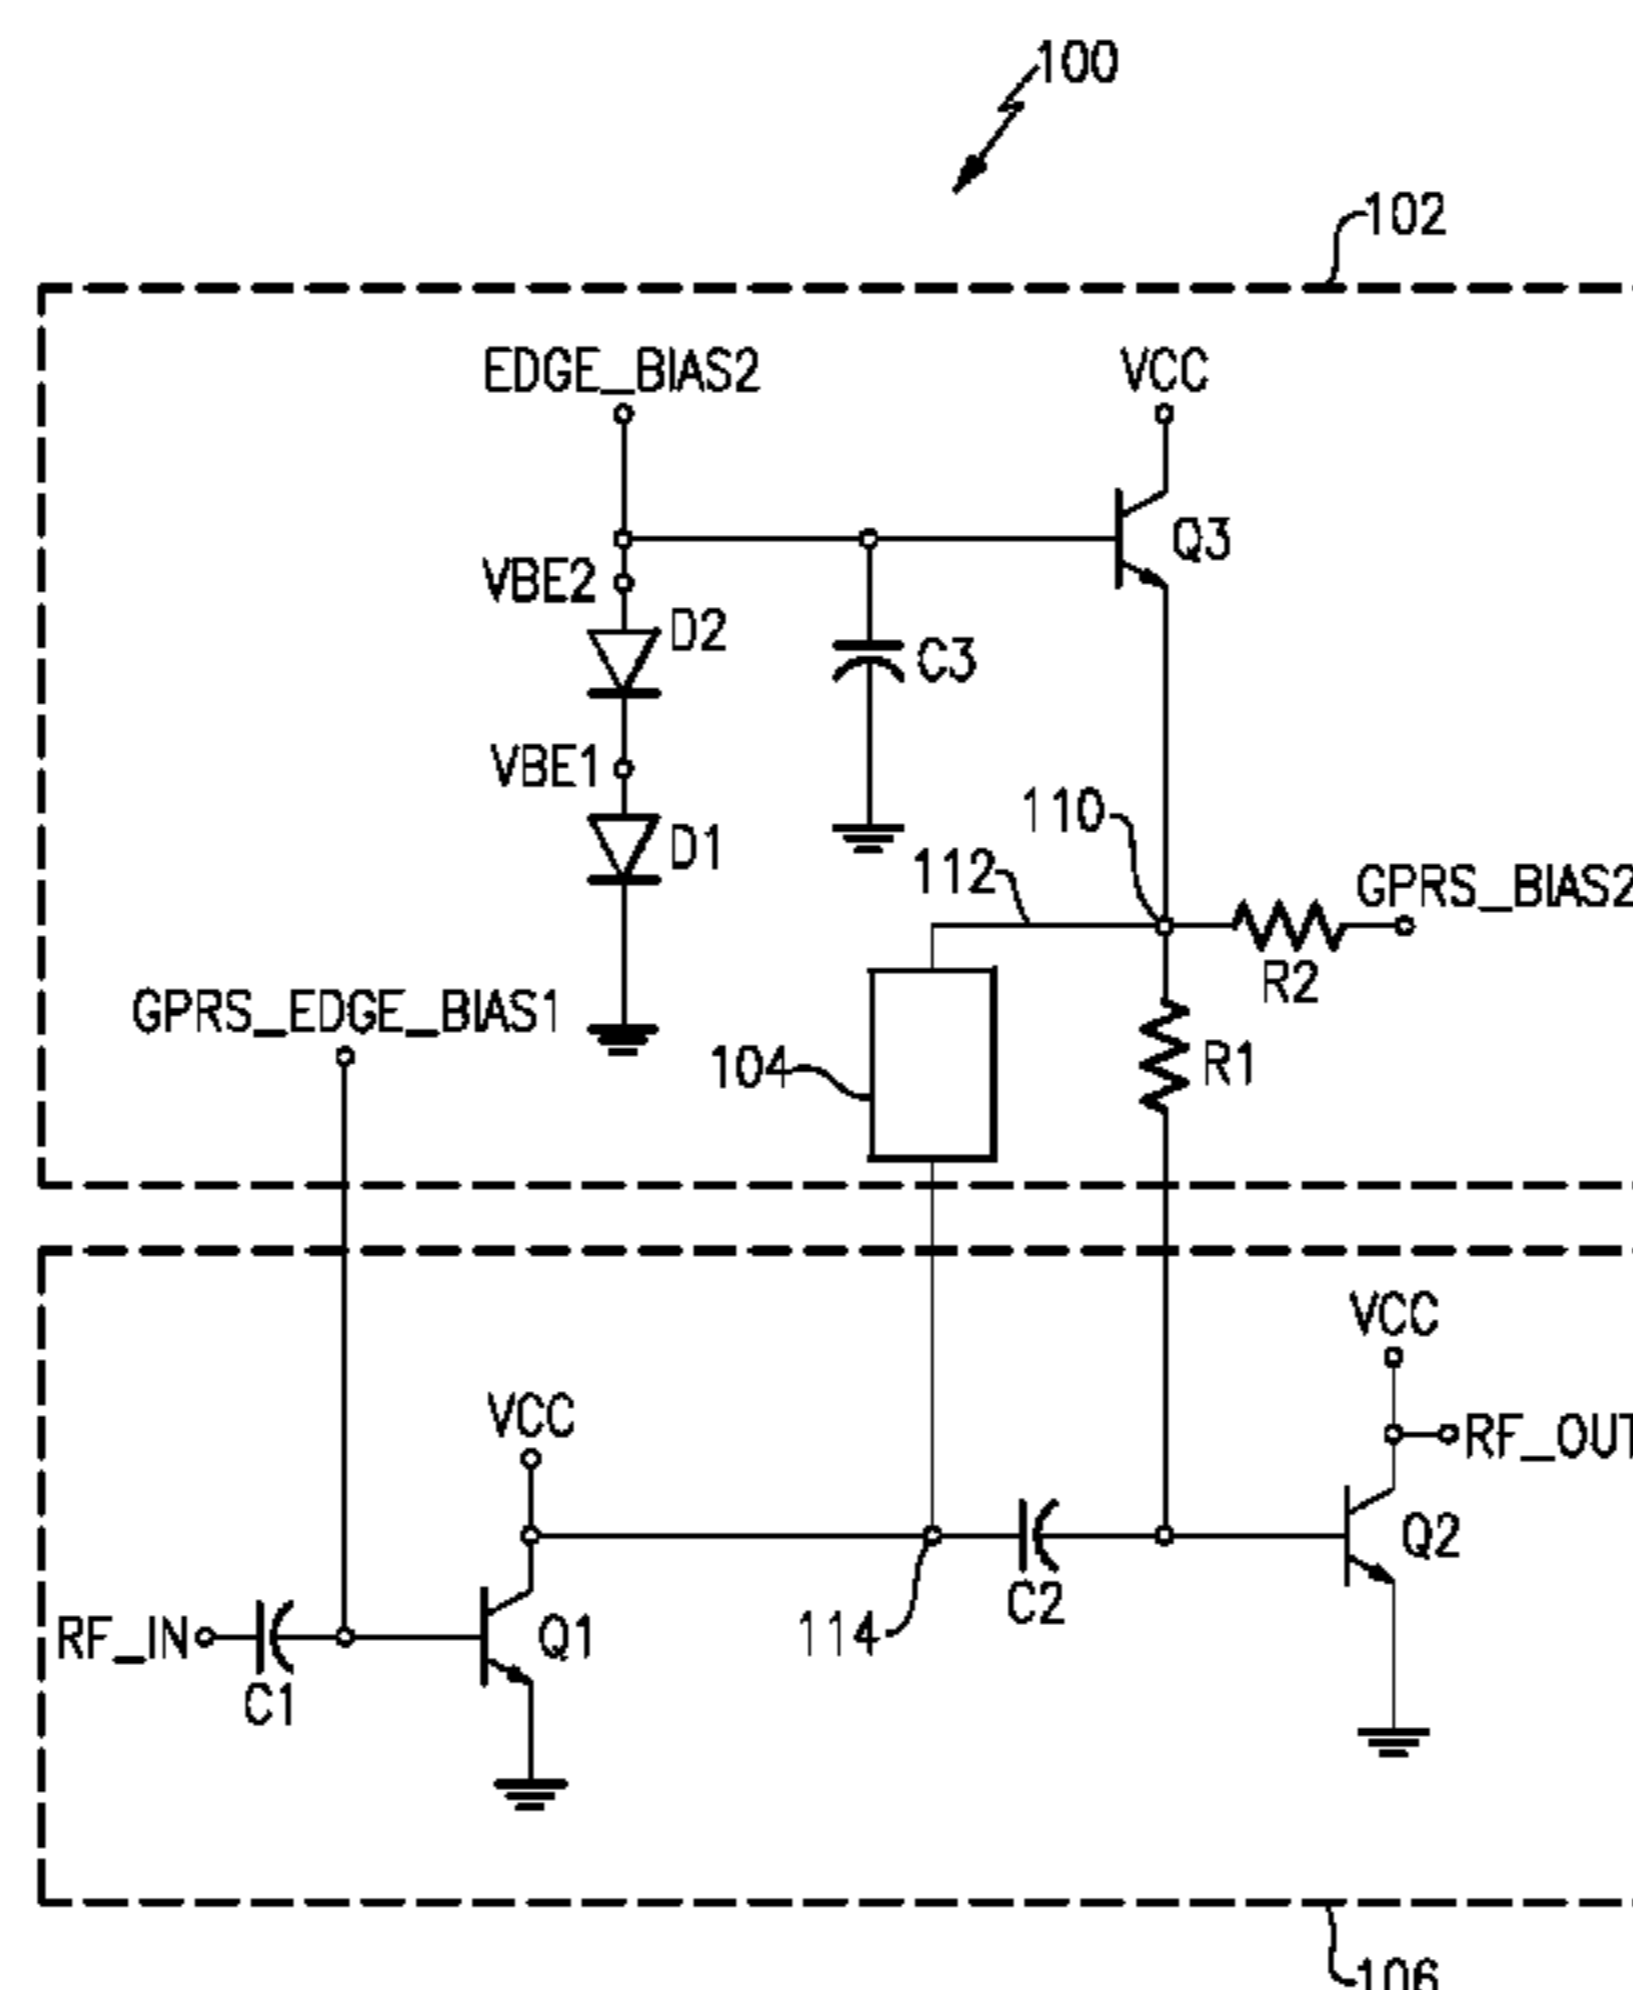 100
102
EDGE_BIAS2
VCC
Q3
VBE2
D2
C3
VBE1
110
D1
112
GPRS_BIAS2
R2
GPRS_EDGE_BIAS1
104
R1
VCC
VCC
RF_OUT
Q2
C2
114
RF_IN
Q1
C1
106